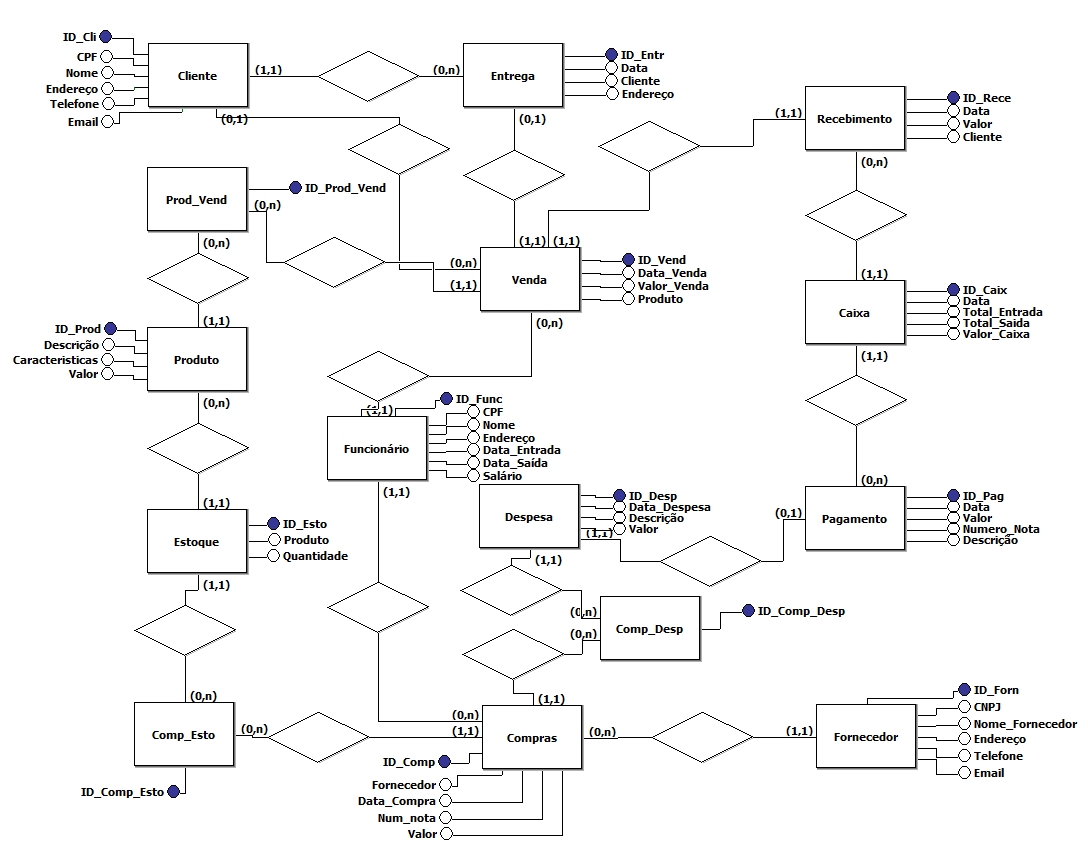 ID_Cli
CPF
Nome
Endereço
Telefone
Email
Cliente
(1,1)
(0,n)
(0,1)
Entrega
ID_Entr
Data
Cliente
Endereço
(0,1)
(1,1)
Recebimento
ID_Rece
Data
Valor
Cliente
(0,n)
Prod_Vend
ID_Prod_Vend
(0,n)
(0,n)
(1,1)
(1,1)
(0,n)
(1,1)
Venda
ID_Vend
Data_Venda
Valor_Venda
Produto
(0,n)
(1,1)
Caixa
ID_Caix
Data
Total_Entrada
Total_Saida
Valor_Caixa
(1,1)
(1,1)
ID_Prod
Descrição
Caracteristicas
Valor
Produto
(0,n)
(1,1)
Funcionário
ID_Func
CPF
Nome
Endereço
Data_Entrada
Data_Saída
Salário
(1,1)
(1,1)
Estoque
ID_Esto
Produto
Quantidade
(1,1)
Despesa
ID_Desp
Data_Despesa
Descrição
Valor
(1,1)
(1,1)
(0,n)
(0,1)
Pagamento
ID_Pag
Data
Valor
Numero_Nota
Descrição
(0,n)
(0,n)
Comp_Desp
ID_Comp_Desp
(0,n)
Comp_Esto
(0,n)
ID_Comp_Esto
(1,1)
(0,n)
(1,1)
Compras
(0,n)
ID_Comp
Fornecedor
Data_Compra
Num_nota
Valor
(1,1)
Fornecedor
ID_Forn
CNPJ
Nome_Fornecedor
Endereço
Telefone
Email